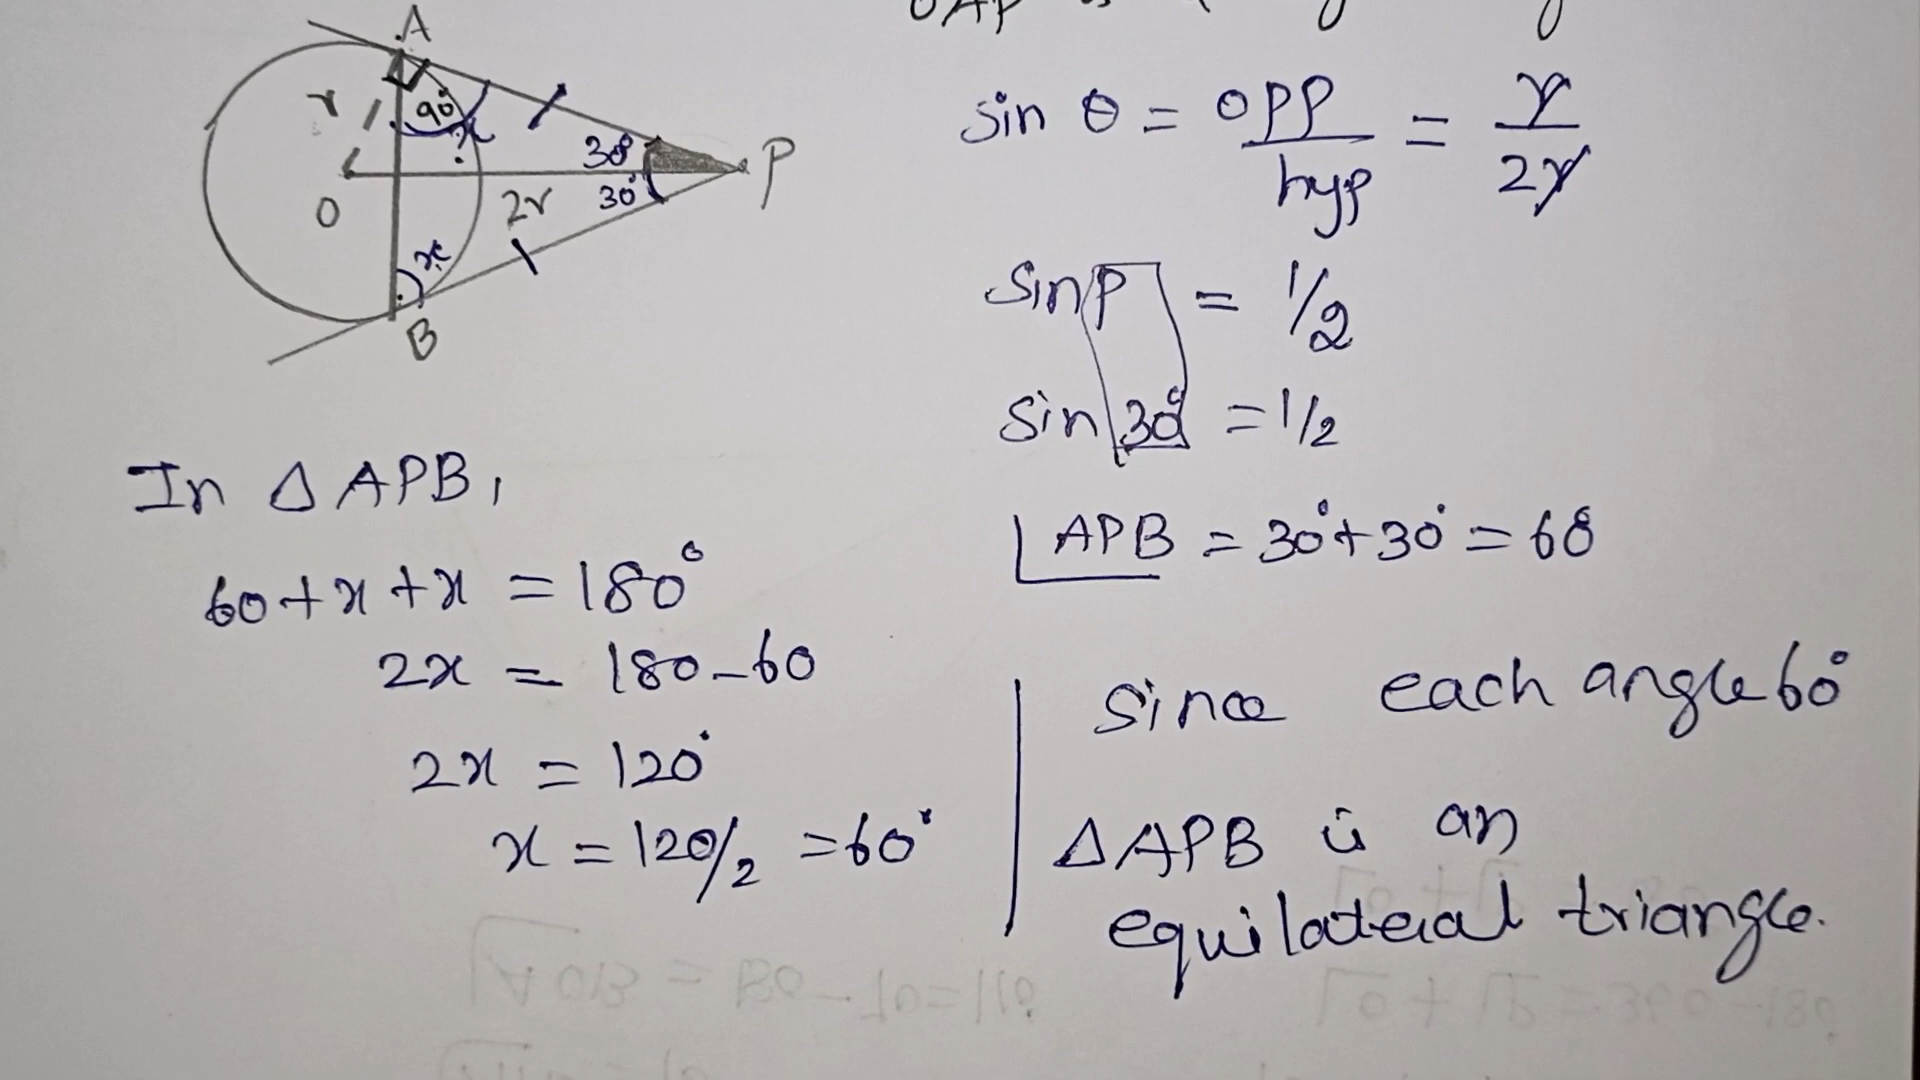 A
r
90°
x
30°
30°
P
O
2r
x
B
OAP
sin θ = opp/hyp = r/2r
Sin P = 1/2
Sin 30° = 1/2
∠APB = 30° + 30° = 60
In △ APB,
60 + x + x = 180°
2x = 180 - 60
2x = 120°
x = 120/2 = 60°
Since each angle 60°
△APB is an
equilateral triangle.